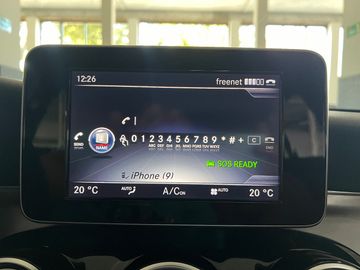 12:26
freenet
SEND
NAME
0 1 2 3 4 5 6 7 8 9 * # + C
ABC DEF GHI JKL MNO PQRS TUV WXYZ
END
SOS READY
iPhone (9)
20 °C AUTO A/C ON AUTO 20 °C